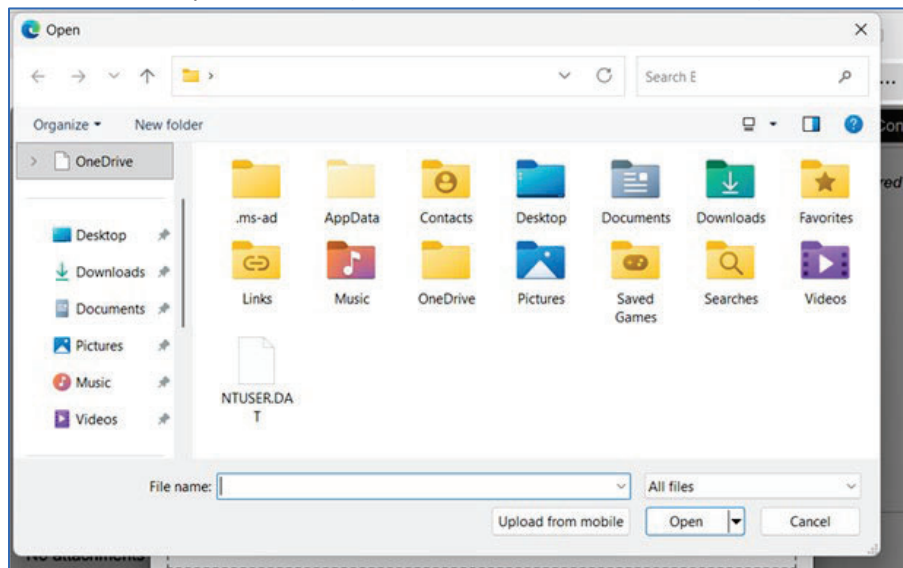 Open
Search E
Organize
New folder
OneDrive
Desktop
Downloads
Documents
Pictures
Music
Videos
.ms-ad
AppData
Contacts
Desktop
Documents
Downloads
Favorites
Links
Music
OneDrive
Pictures
Saved
Games
Searches
Videos
NTUSER.DA
T
File name:
All files
Upload from mobile
Open
Cancel
No attachments